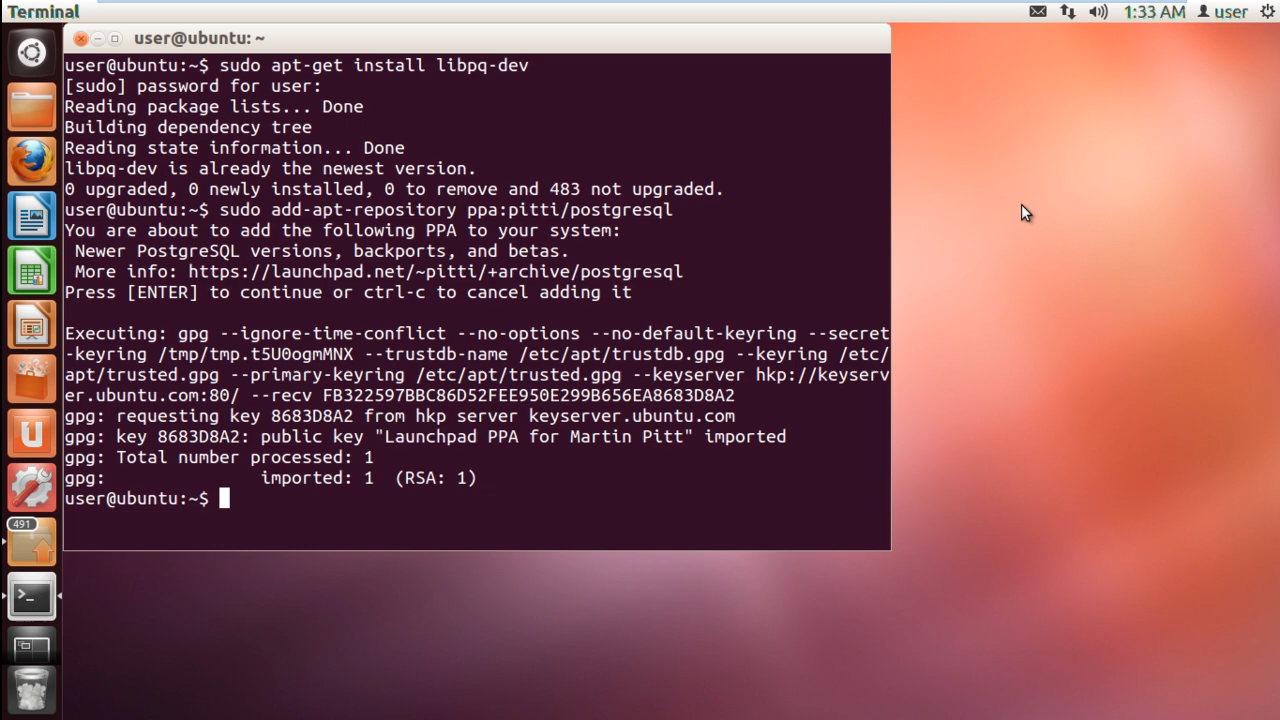 Terminal
1:33 AM
user
user@ubuntu: ~
user@ubuntu:~$ sudo apt-get install libpq-dev
[sudo] password for user:
Reading package lists... Done
Building dependency tree
Reading state information... Done
libpq-dev is already the newest version.
0 upgraded, 0 newly installed, 0 to remove and 483 not upgraded.
user@ubuntu:~$ sudo add-apt-repository ppa:pitti/postgresql
You are about to add the following PPA to your system:
Newer PostgreSQL versions, backports, and betas.
More info: https://launchpad.net/~pitti/+archive/postgresql
Press [ENTER] to continue or ctrl-c to cancel adding it
Executing: gpg --ignore-time-conflict --no-options --no-default-keyring --secret
-keyring /tmp/tmp.t5U0ogmMNX --trustdb-name /etc/apt/trustdb.gpg --keyring /etc/
apt/trusted.gpg --primary-keyring /etc/apt/trusted.gpg --keyserver hkp://keyserv
er.ubuntu.com:80/ --recv FB322597BBC86D52FEE950E299B656EA8683D8A2
gpg: requesting key 8683D8A2 from hkp server keyserver.ubuntu.com
gpg: key 8683D8A2: public key "Launchpad PPA for Martin Pitt" imported
gpg: Total number processed: 1
gpg:               imported: 1  (RSA: 1)
user@ubuntu:~$
491